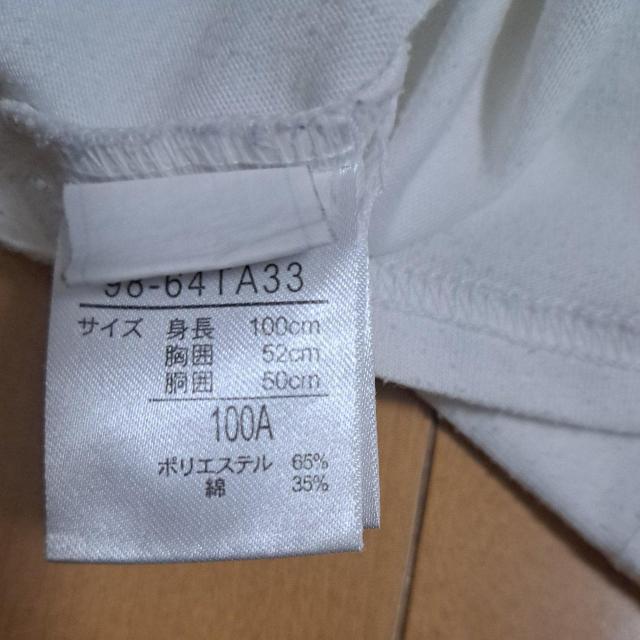 98-641A33
サイズ 身長 100cm
胸囲 52cm
胴囲 50cm
100A
ポリエステル 65%
綿 35%